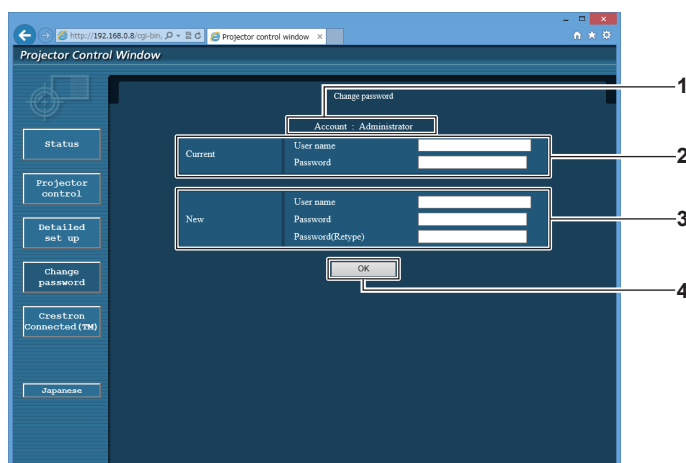 http://192.168.0.8/cgi-bin,
Projector control window
Projector Control Window
Change password
1
Account : Administrator
Status
Current
User name
Password
2
Projector
control
User name
New
Password
Password(Retype)
3
Detailed
set up
OK
Change
password
4
Crestron
Connected(TM)
Japanese